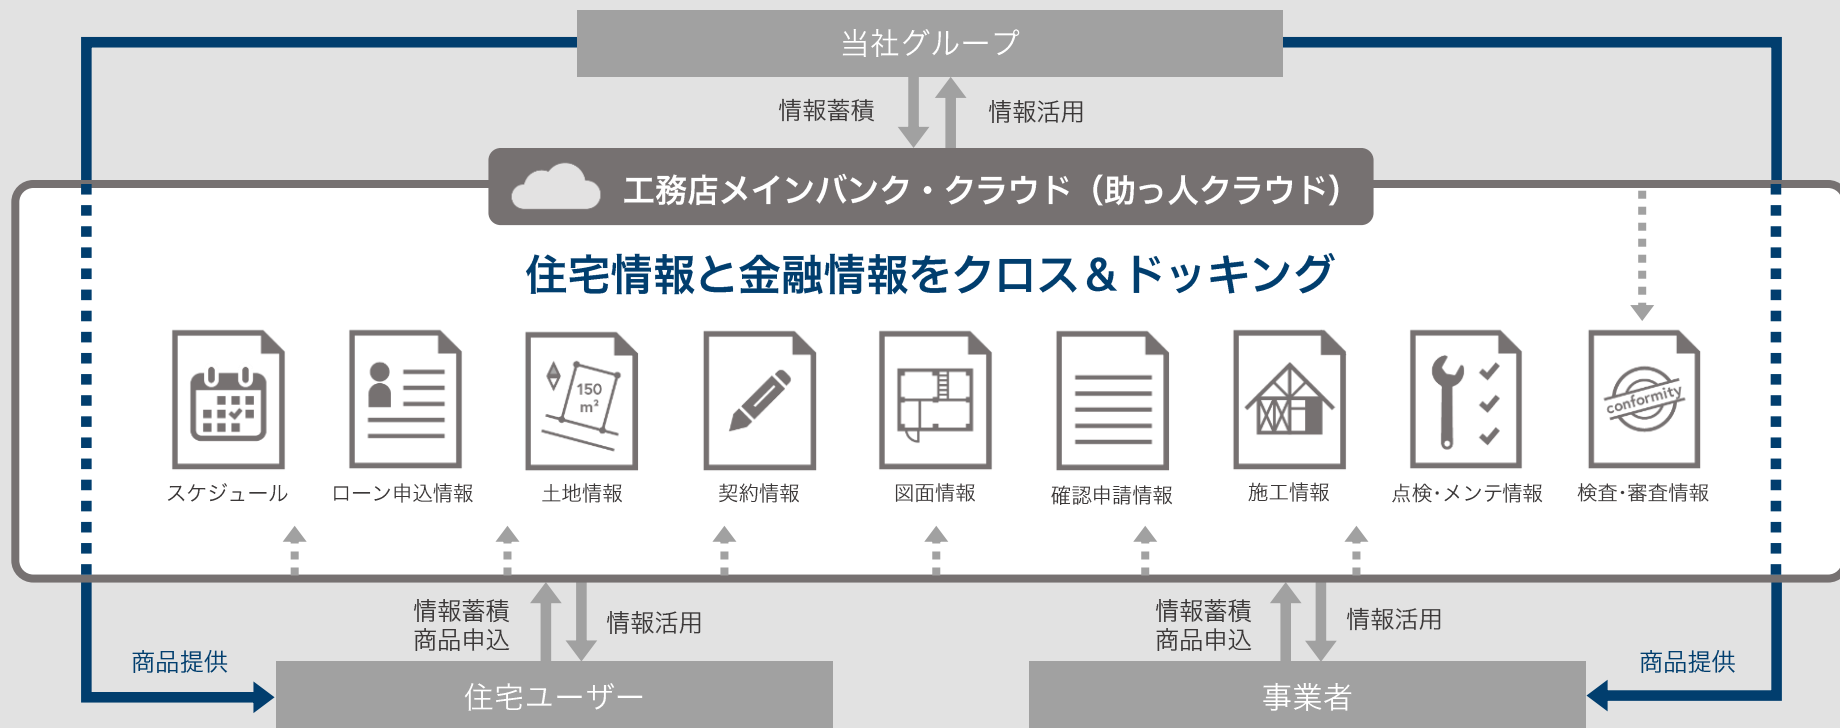 当社グループ
情報蓄積
情報活用
工務店メインバンク・クラウド（助っ人クラウド）
住宅情報と金融情報をクロス＆ドッキング
150
m²
conformity
スケジュール
ローン申込情報
土地情報
契約情報
図面情報
確認申請情報
施工情報
点検・メンテ情報
検査・審査情報
情報蓄積
商品申込
情報活用
情報蓄積
商品申込
情報活用
商品提供
商品提供
住宅ユーザー
事業者